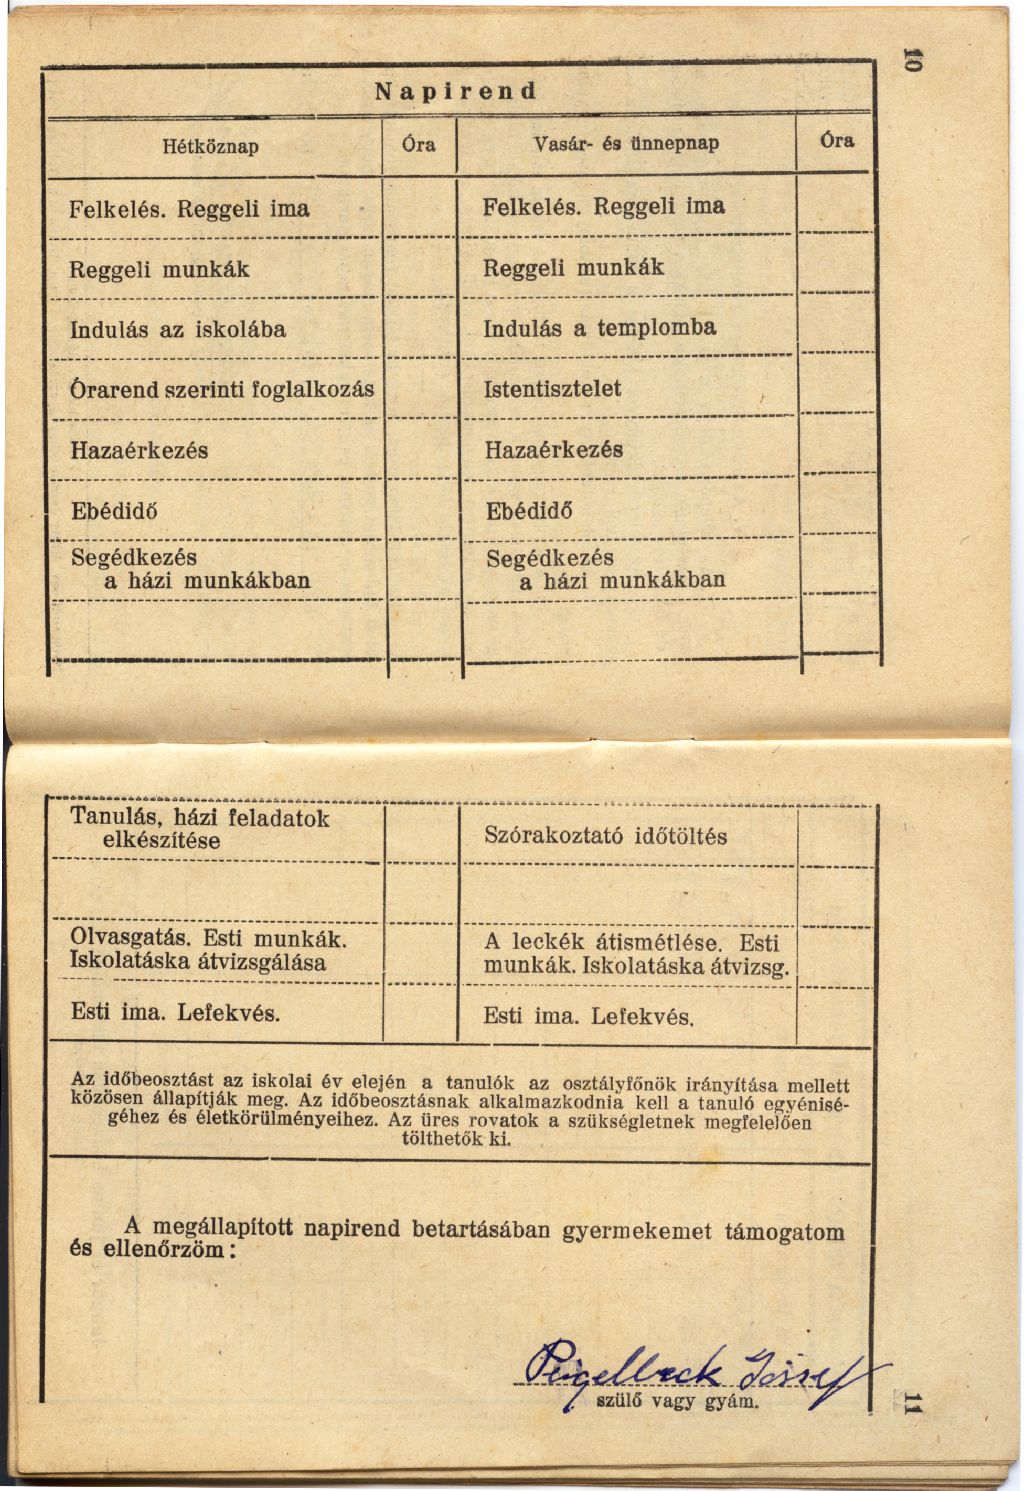 10
Napirend
Hétköznap Óra Vasár- és ünnepnap Óra
Felkelés. Reggeli ima Felkelés. Reggeli ima
Reggeli munkák Reggeli munkák
Indulás az iskolába Indulás a templomba
Órarend szerinti foglalkozás Istentisztelet
Hazaérkezés Hazaérkezés
Ebédidő Ebédidő
Segédkezés Segédkezés
a házi munkákban a házi munkákban
Tanulás, házi feladatok
elkészítése Szórakoztató időtöltés
Olvasgatás. Esti munkák. A leckék átismétlése. Esti
Iskolatáska átvizsgálása munkák. Iskolatáska átvizsg.
Esti ima. Lefekvés. Esti ima. Lefekvés.
Az időbeosztást az iskolai év elején a tanulók az osztályfőnök irányítása mellett
közösen állapítják meg. Az időbeosztásnak alkalmazkodnia kell a tanuló egyénisé-
géhez és életkörülményeihez. Az üres rovatok a szükségletnek megfelelően
tölthetők ki.
A megállapított napirend betartásában gyermekemet támogatom
és ellenőrzöm:
József
szülő vagy gyám.
11